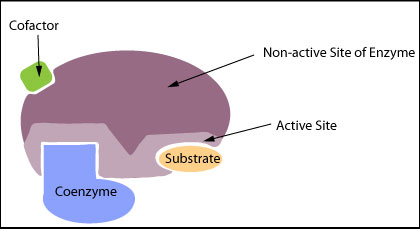 Cofactor
Non-active Site of Enzyme
Active Site
Substrate
Coenzyme